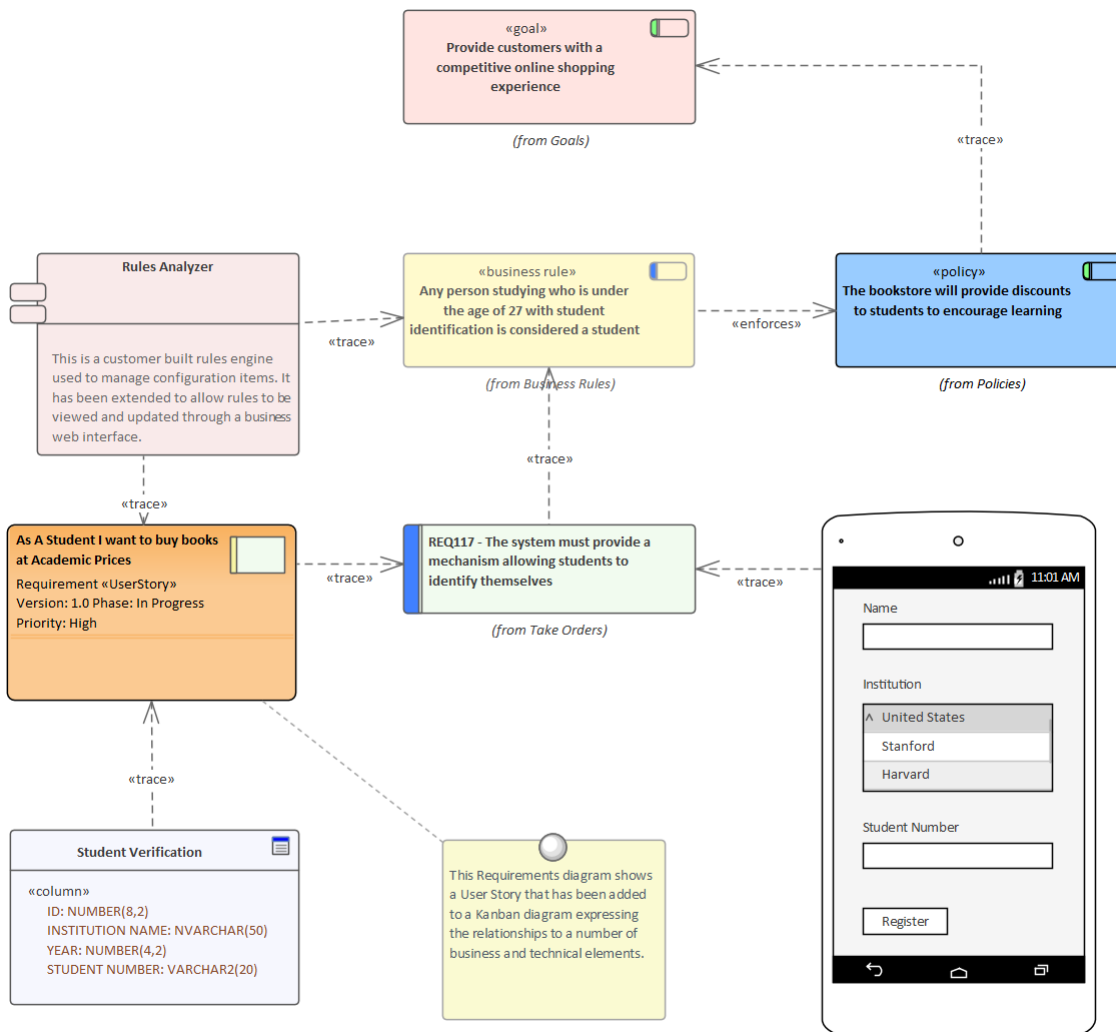 «goal»
Provide customers with a
competitive online shopping
experience
(from Goals)
«trace»
Rules Analyzer
This is a customer built rules engine
used to manage configuration items. It
has been extended to allow rules to be
viewed and updated through a business
web interface.
«trace»
«business rule»
Any person studying who is under
the age of 27 with student
identification is considered a student
(from Business Rules)
«enforces»
«policy»
The bookstore will provide discounts
to students to encourage learning
(from Policies)
«trace»
«trace»
As A Student I want to buy books
at Academic Prices
Requirement «UserStory»
Version: 1.0 Phase: In Progress
Priority: High
«trace»
REQ117 - The system must provide a
mechanism allowing students to
identify themselves
(from Take Orders)
«trace»
11:01 AM
Name
Institution
^ United States
Stanford
Harvard
Student Number
Register
«trace»
Student Verification
«column»
ID: NUMBER(8,2)
INSTITUTION NAME: NVARCHAR(50)
YEAR: NUMBER(4,2)
STUDENT NUMBER: VARCHAR2(20)
This Requirements diagram shows
a User Story that has been added
to a Kanban diagram expressing
the relationships to a number of
business and technical elements.